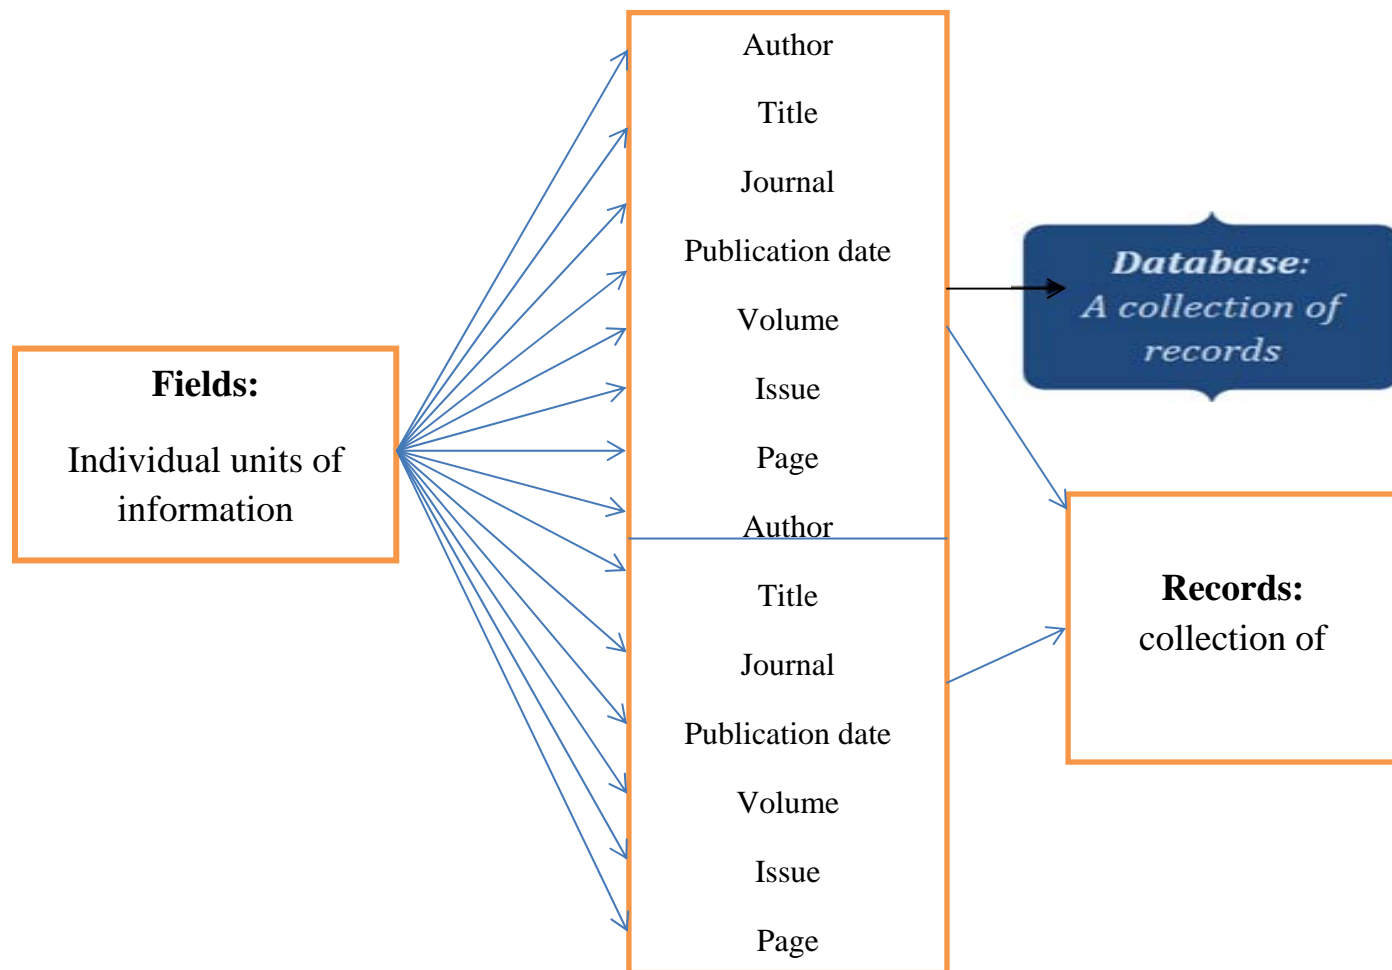 Fields:
Individual units of
information
Author
Title
Journal
Publication date
Volume
Issue
Page
Author
Title
Journal
Publication date
Volume
Issue
Page
Database:
A collection of
records
Records:
collection of